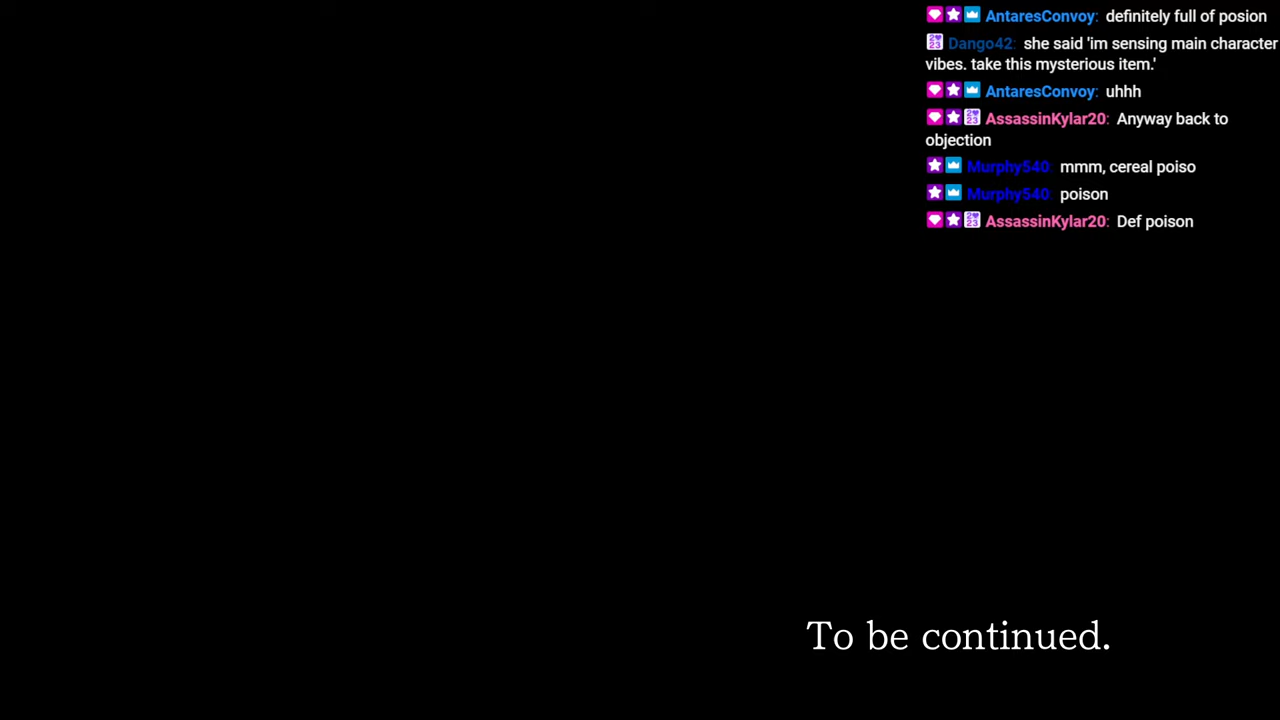 AntaresConvoy: definitely full of posion
Dango42: she said 'im sensing main character
vibes. take this mysterious item.'
AntaresConvoy: uhhh
AssassinKylar20: Anyway back to
objection
Murphy540: mmm, cereal poiso
Murphy540: poison
AssassinKylar20: Def poison
To be continued.